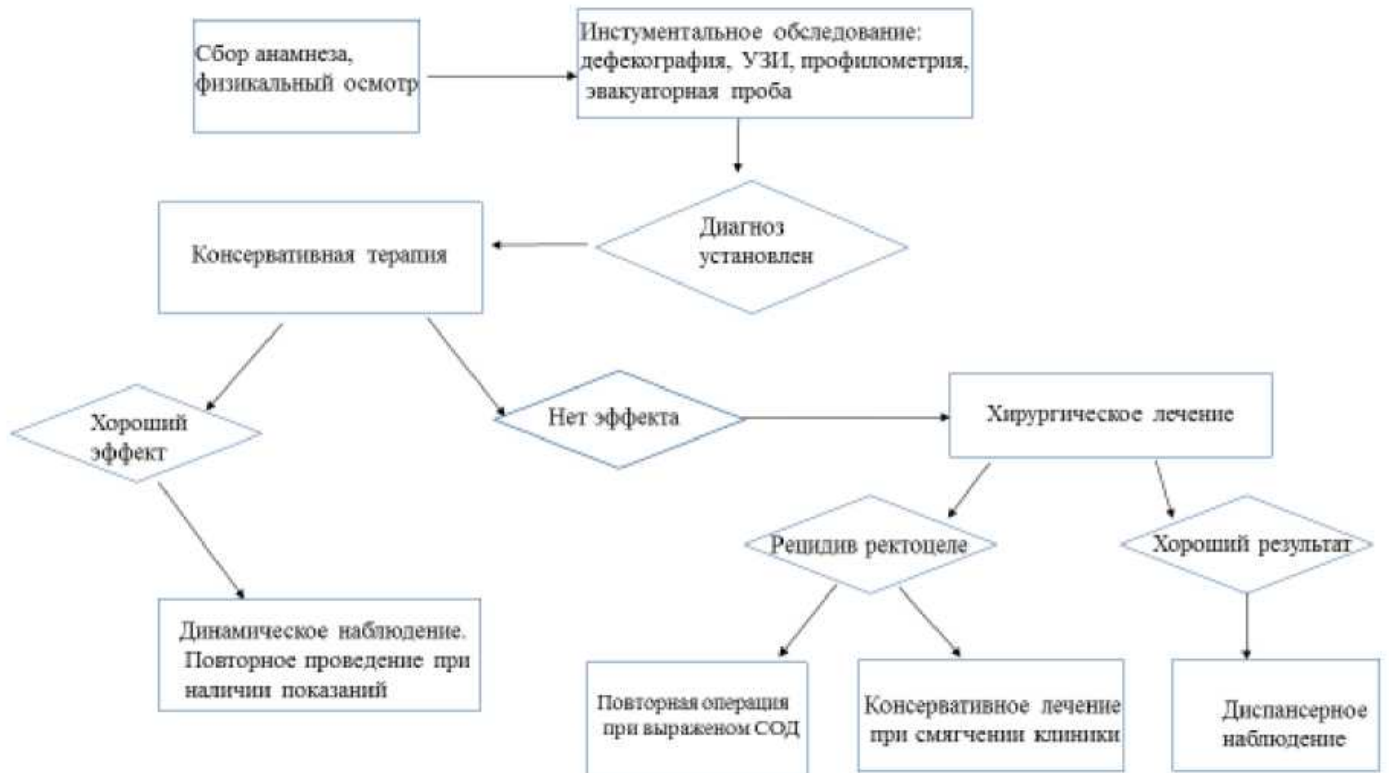 Сбор анамнеза,
физикальный осмотр
Инстументальное обследование:
дефекография, УЗИ, профилометрия,
эвакуаторная проба
Диагноз
установлен
Консервативная терапия
Хороший
эффект
Нет эффекта
Хирургическое лечение
Рецидив ректоцеле
Хороший результат
Динамическое наблюдение.
Повторное проведение при
наличии показаний
Повторная операция
при выраженом СОД
Консервативное лечение
при смягчении клиники
Диспансерное
наблюдение